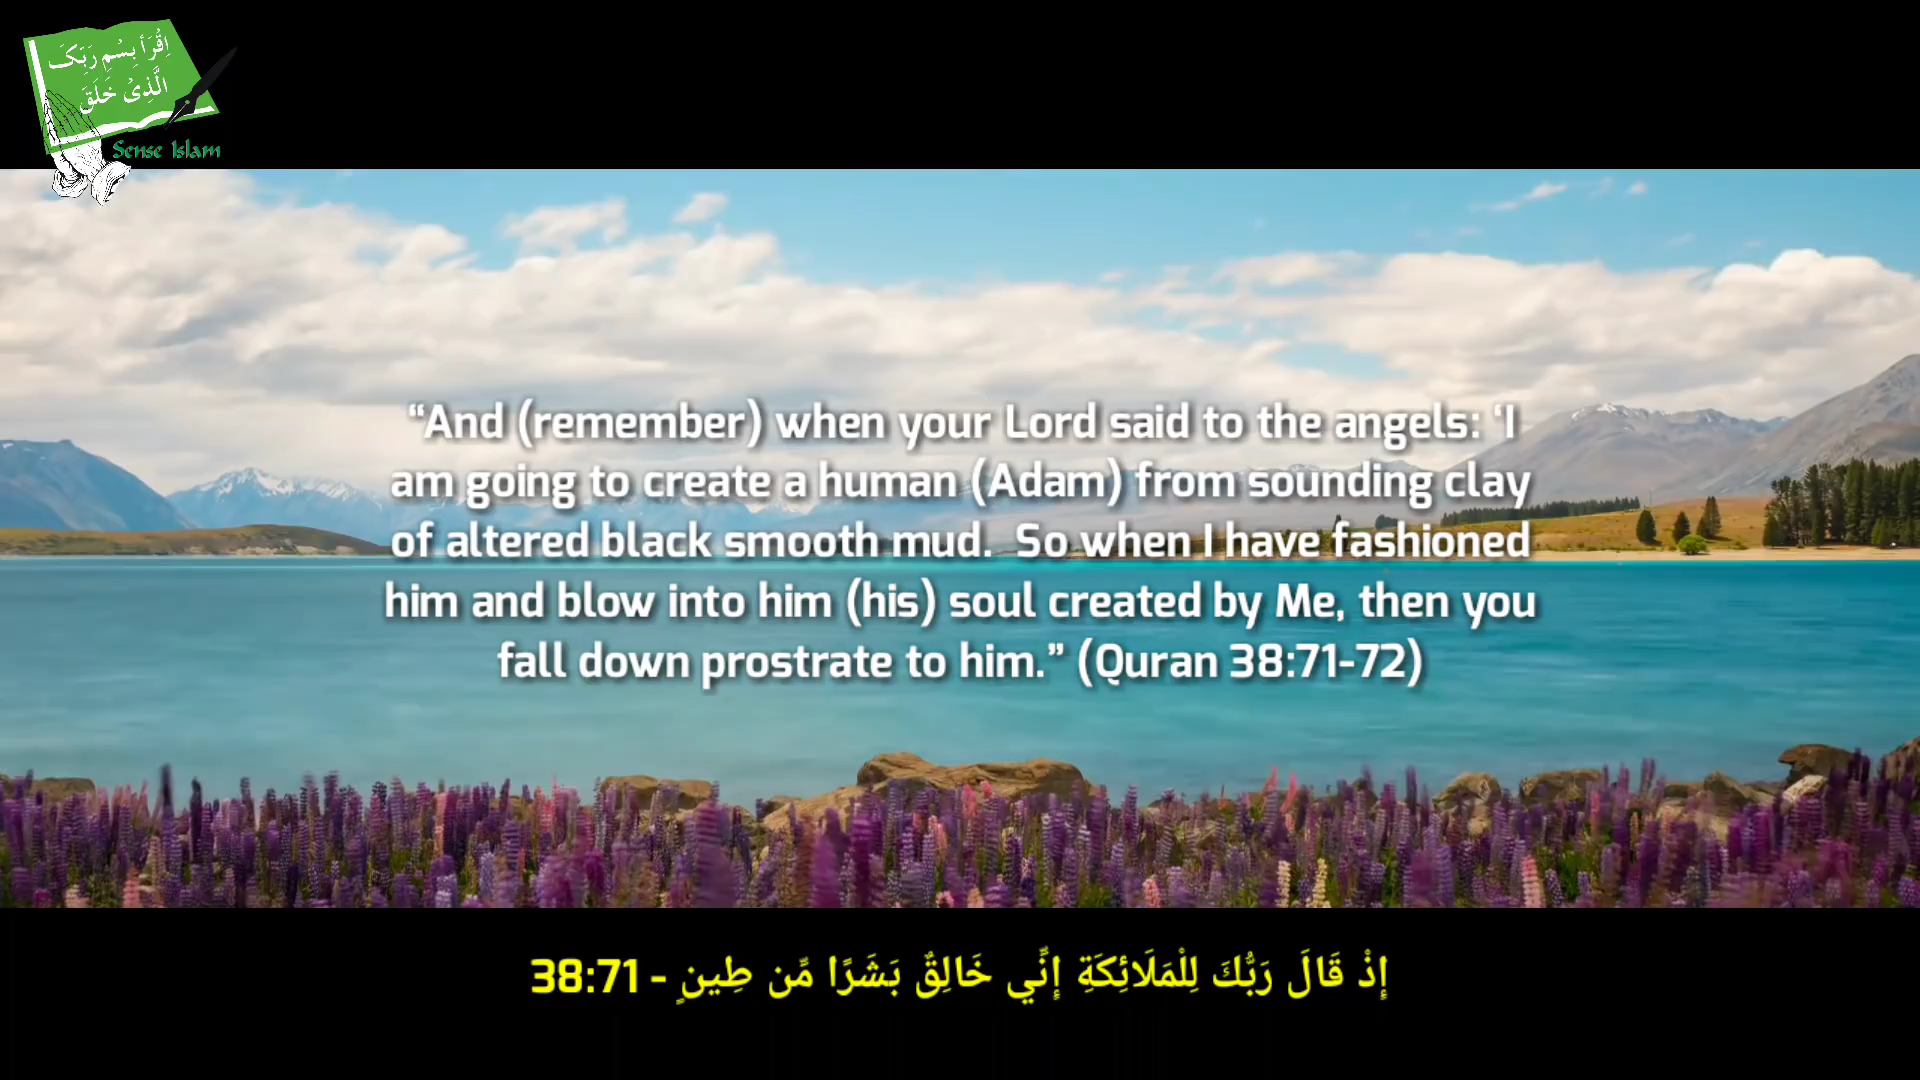 اِقْرَأ بِسْمِ رَبِّكَ
الَّذِیْ خَلَقَ
Sense Islam
“And (remember) when your Lord said to the angels: ‘I
am going to create a human (Adam) from sounding clay
of altered black smooth mud.  So when I have fashioned
him and blow into him (his) soul created by Me, then you
fall down prostrate to him.” (Quran 38:71-72)
إِذْ قَالَ رَبُّكَ لِلْمَلَائِكَةِ إِنِّي خَالِقٌ بَشَرًا مِّن طِينٍ - 38:71